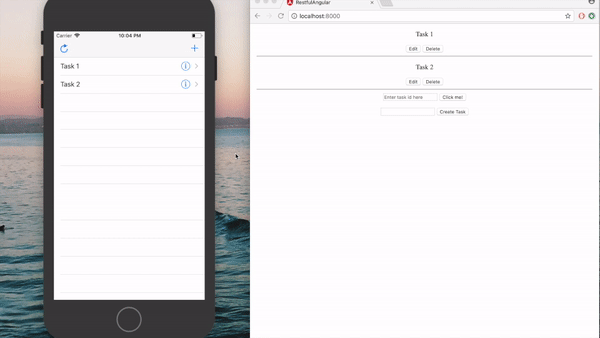 Carrier 10:04 PM
Task 1
Task 2
RestfulAngular
localhost:8000
Task 1
Edit Delete
Task 2
Edit Delete
Enter task id here Click me!
Create Task